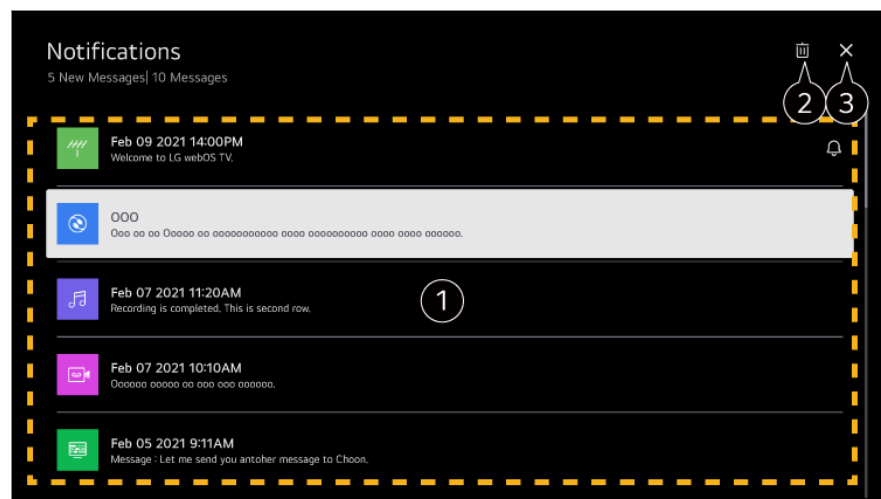 Notifications
5 New Messages| 10 Messages
2
3
Feb 09 2021 14:00PM
Welcome to LG webOS TV.
OOO
Ooo oo oo Ooooo oo ooooooooooo oooo oooooooooo oooo oooo oooooo.
Feb 07 2021 11:20AM
Recording is completed. This is second row.
1
Feb 07 2021 10:10AM
Oooooo ooooo oo ooo ooo oooooo.
Feb 05 2021 9:11AM
Message : Let me send you antoher message to Choon.